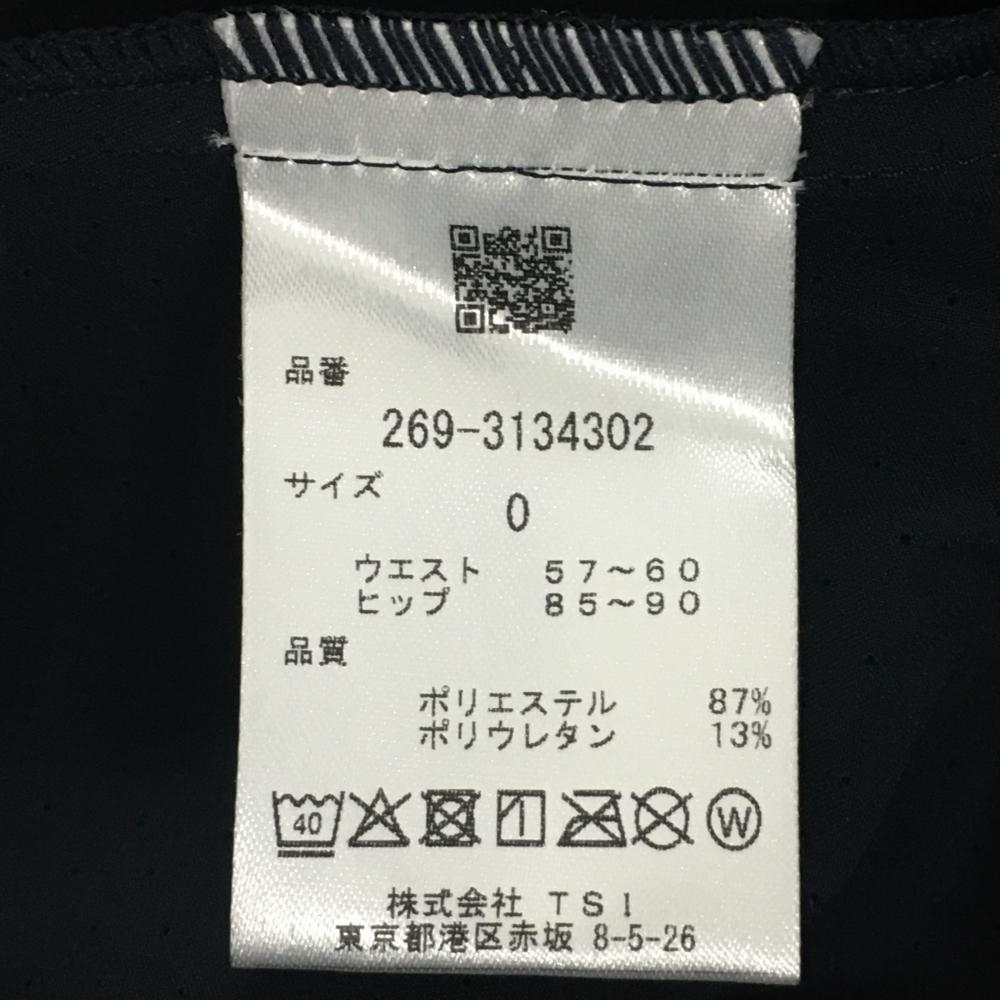 品番
269-3134302
サイズ
0
ウエスト 57～60
ヒップ 85～90
品質
ポリエステル 87%
ポリウレタン 13%
40
W
株式会社 TSI
東京都港区赤坂 8-5-26